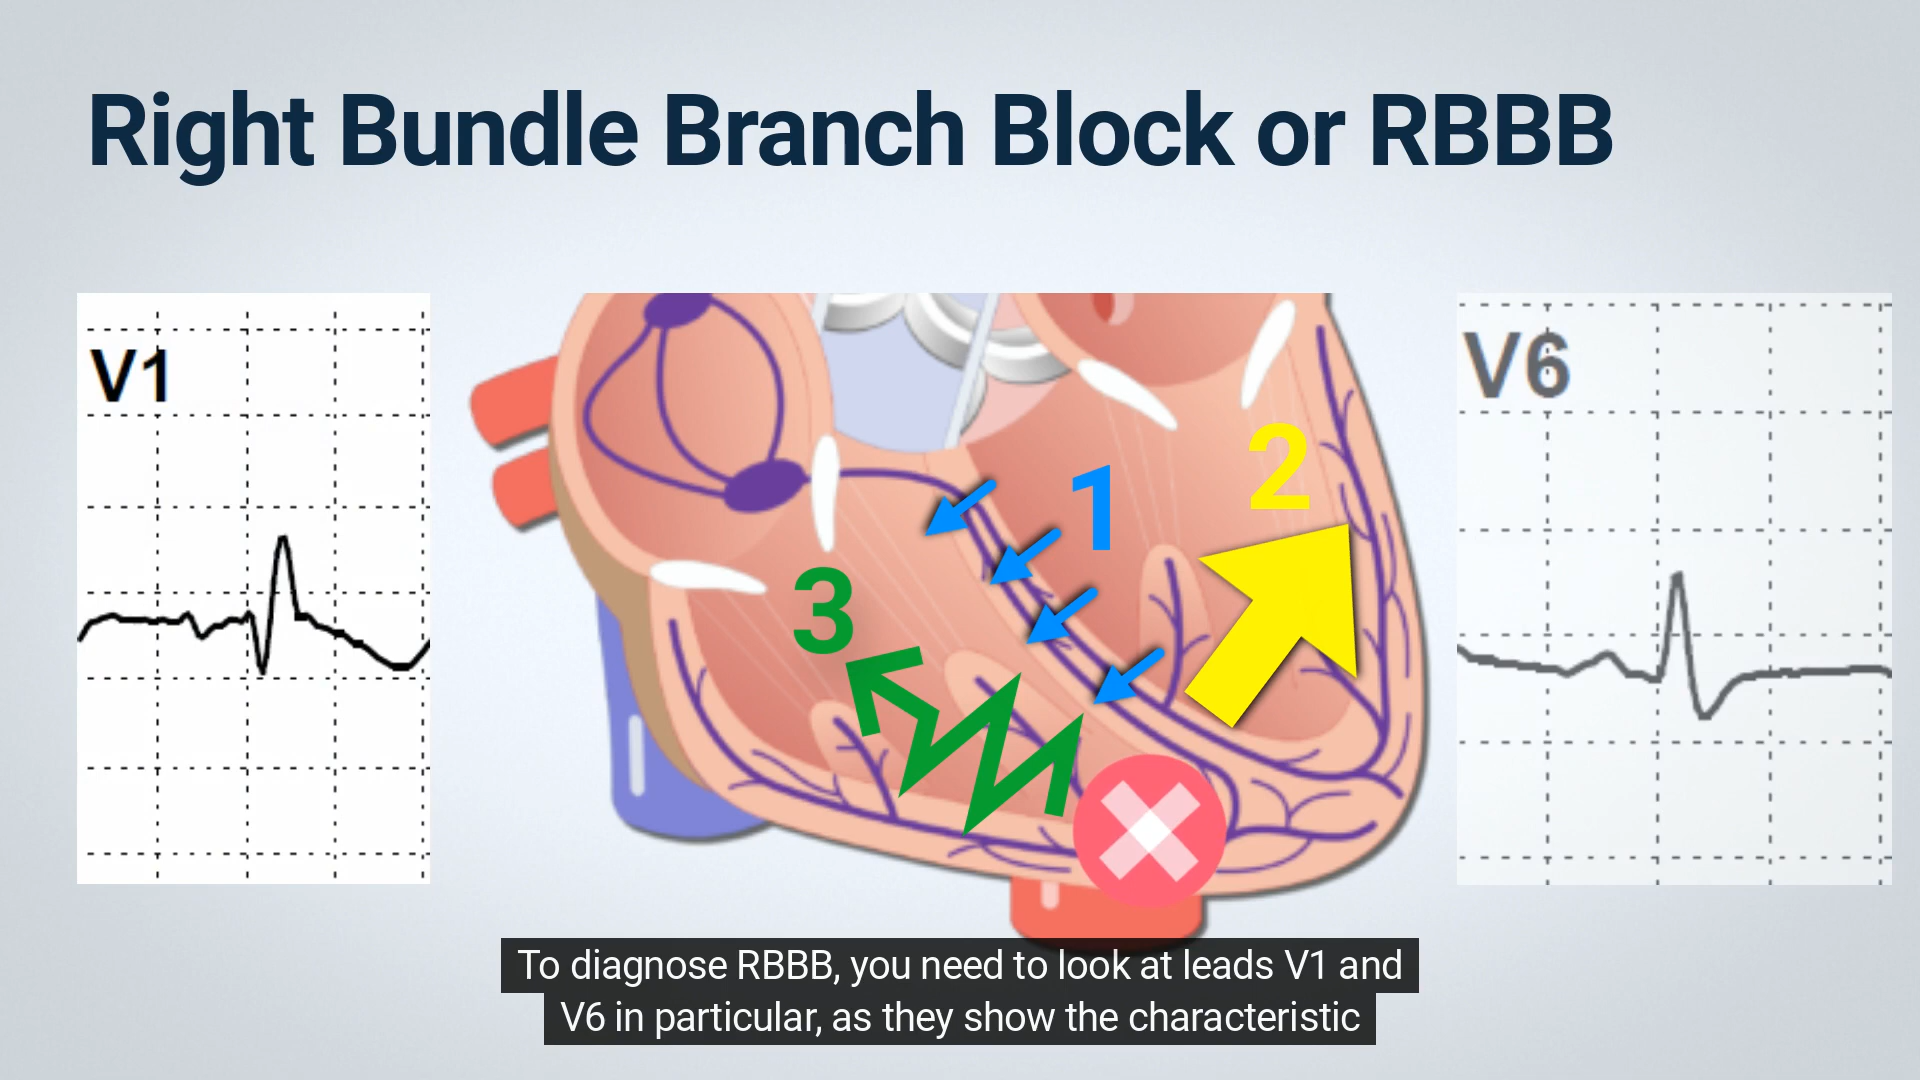 Right Bundle Branch Block or RBBB
V1
V6
2
1
3
To diagnose RBBB, you need to look at leads V1 and
V6 in particular, as they show the characteristic